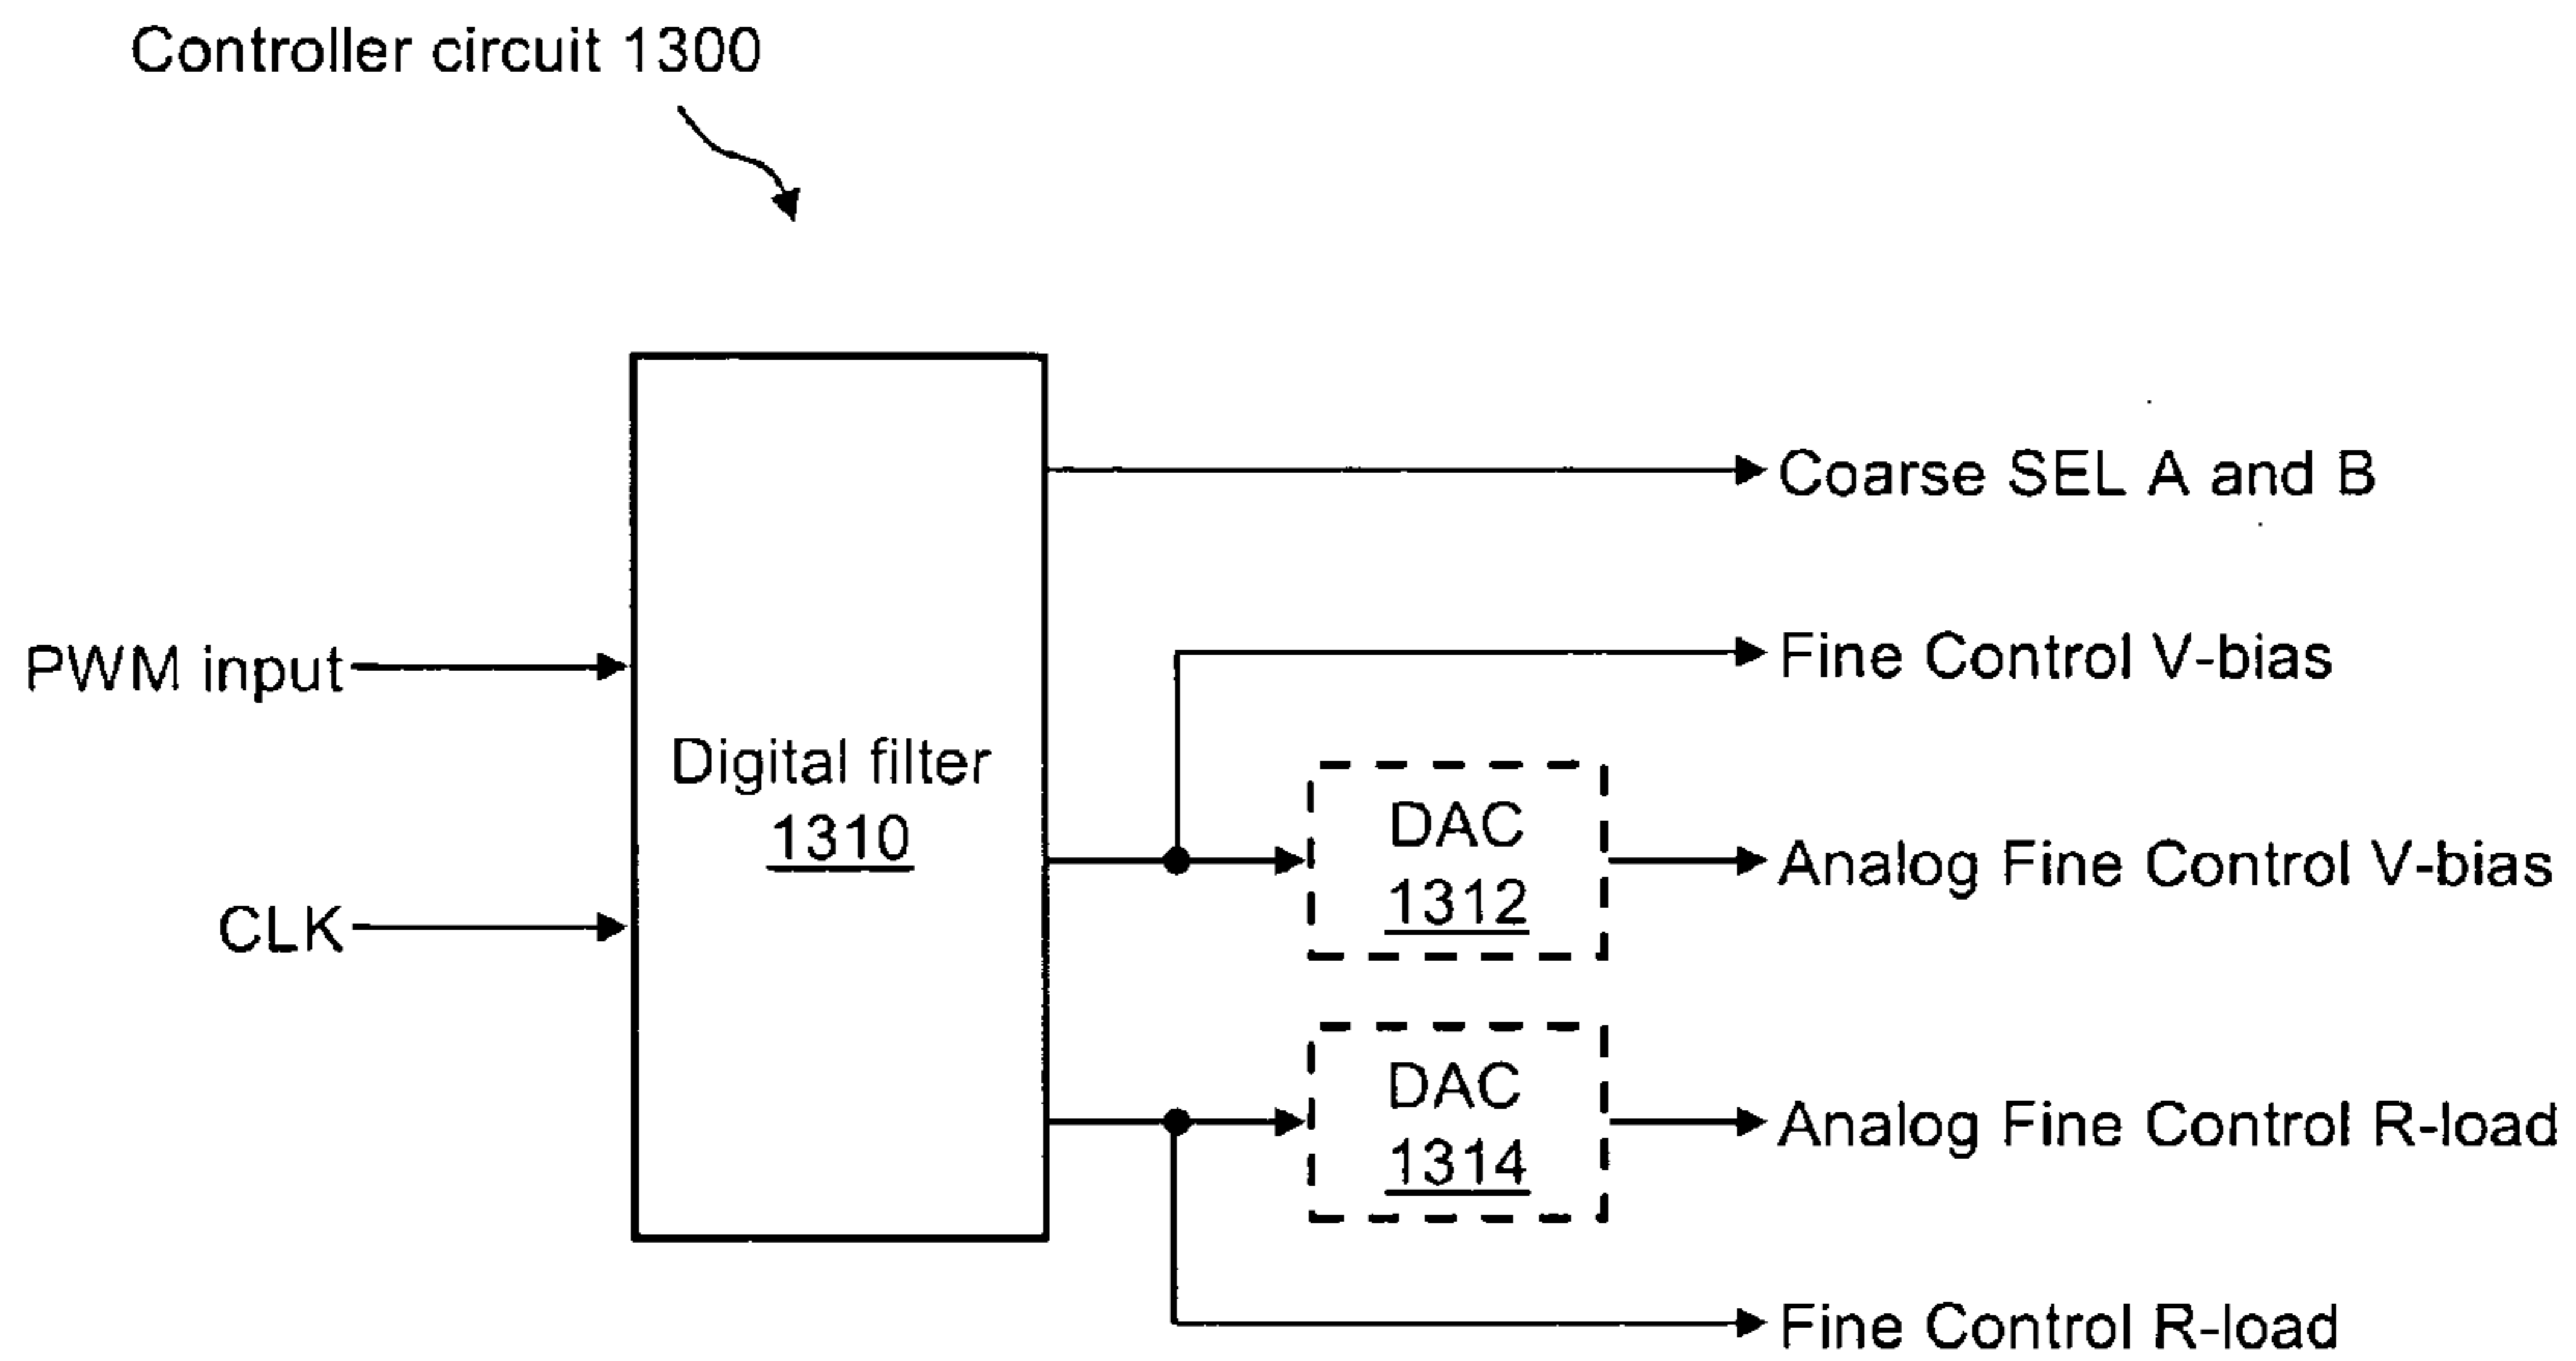 Controller circuit 1300
Coarse SEL A and B
PWM input
Fine Control V-bias
Digital filter
1310
DAC
1312
Analog Fine Control V-bias
CLK
DAC
1314
Analog Fine Control R-load
Fine Control R-load